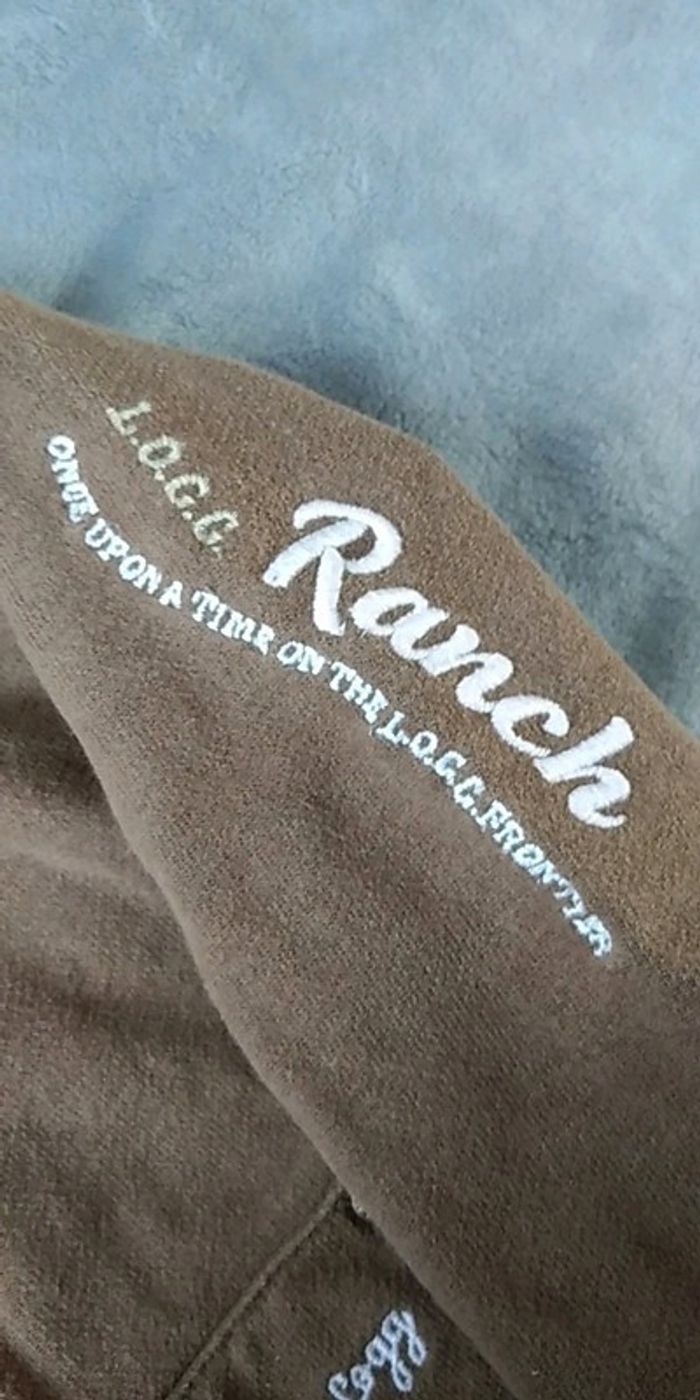 L.O.G.G.
Ranch
ONCE UPON A TIME ON THE L.O.G.G. FRONTIER
Logg